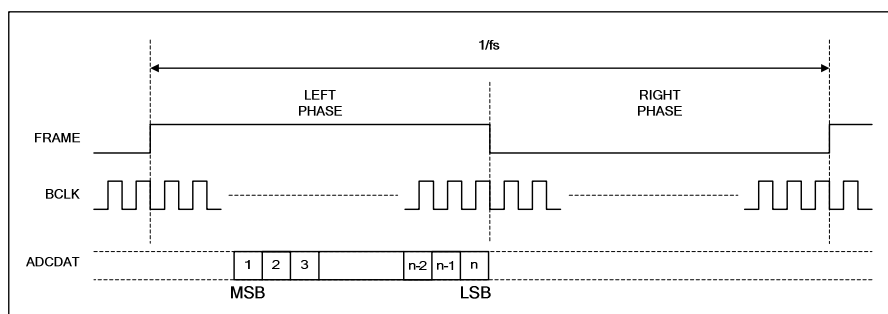 1/fs
LEFT
PHASE
RIGHT
PHASE
FRAME
BCLK
ADCDAT
1 2 3 n-2 n-1 n
MSB LSB